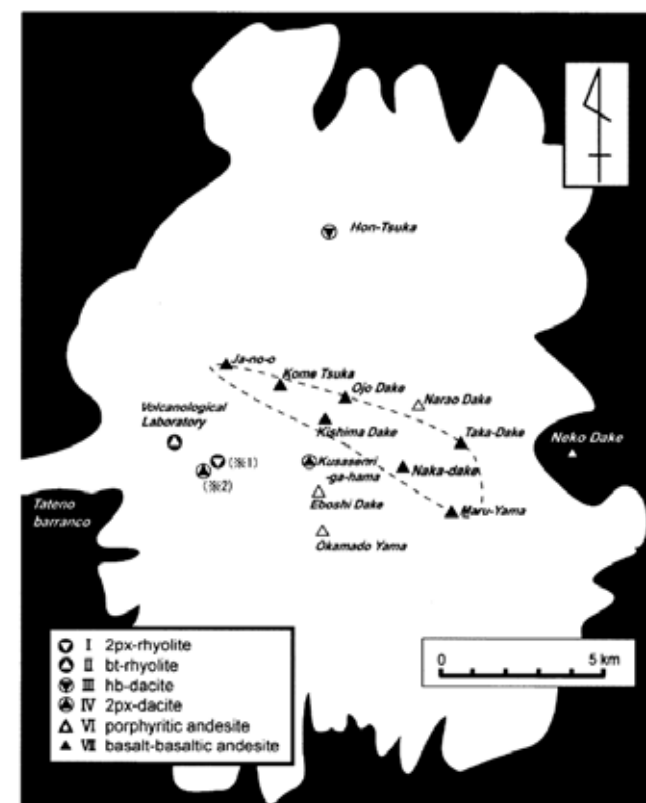 Hon-Tsuka
Ja-no-o
Kome Tsuka
Ojo Dake
Narao Dake
Volcanological
Laboratory
Kishima Dake
Taka-Dake
Neko Dake
(※1)
(※2)
Kusasenri
-ga-hama
Naka-dake
Eboshi Dake
Maru-Yama
Tateno
barranco
Okamado Yama
I 2px-rhyolite
II bt-rhyolite
III hb-dacite
IV 2px-dacite
VI porphyritic andesite
VII basalt-basaltic andesite
0 5 km